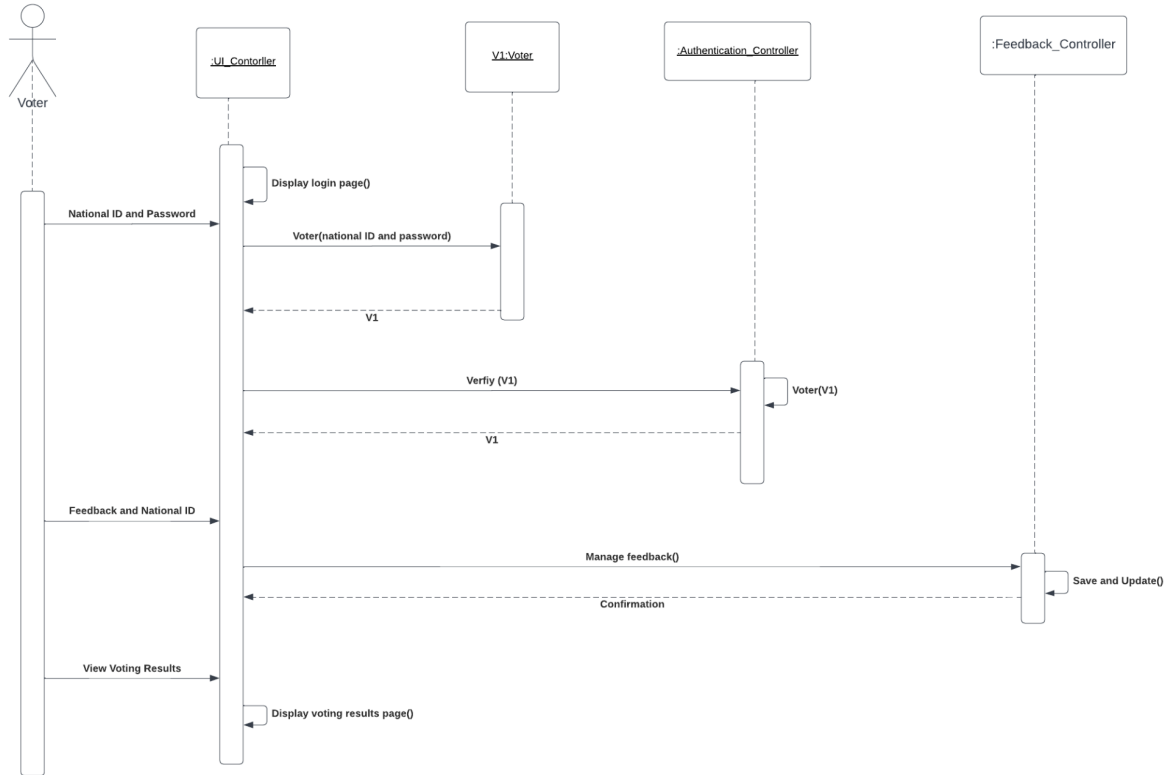 Voter
:UI_Contorller
V1:Voter
:Authentication_Controller
:Feedback_Controller
Display login page()
National ID and Password
Voter(national ID and password)
V1
Verfiy (V1)
Voter(V1)
V1
Feedback and National ID
Manage feedback()
Save and Update()
Confirmation
View Voting Results
Display voting results page()